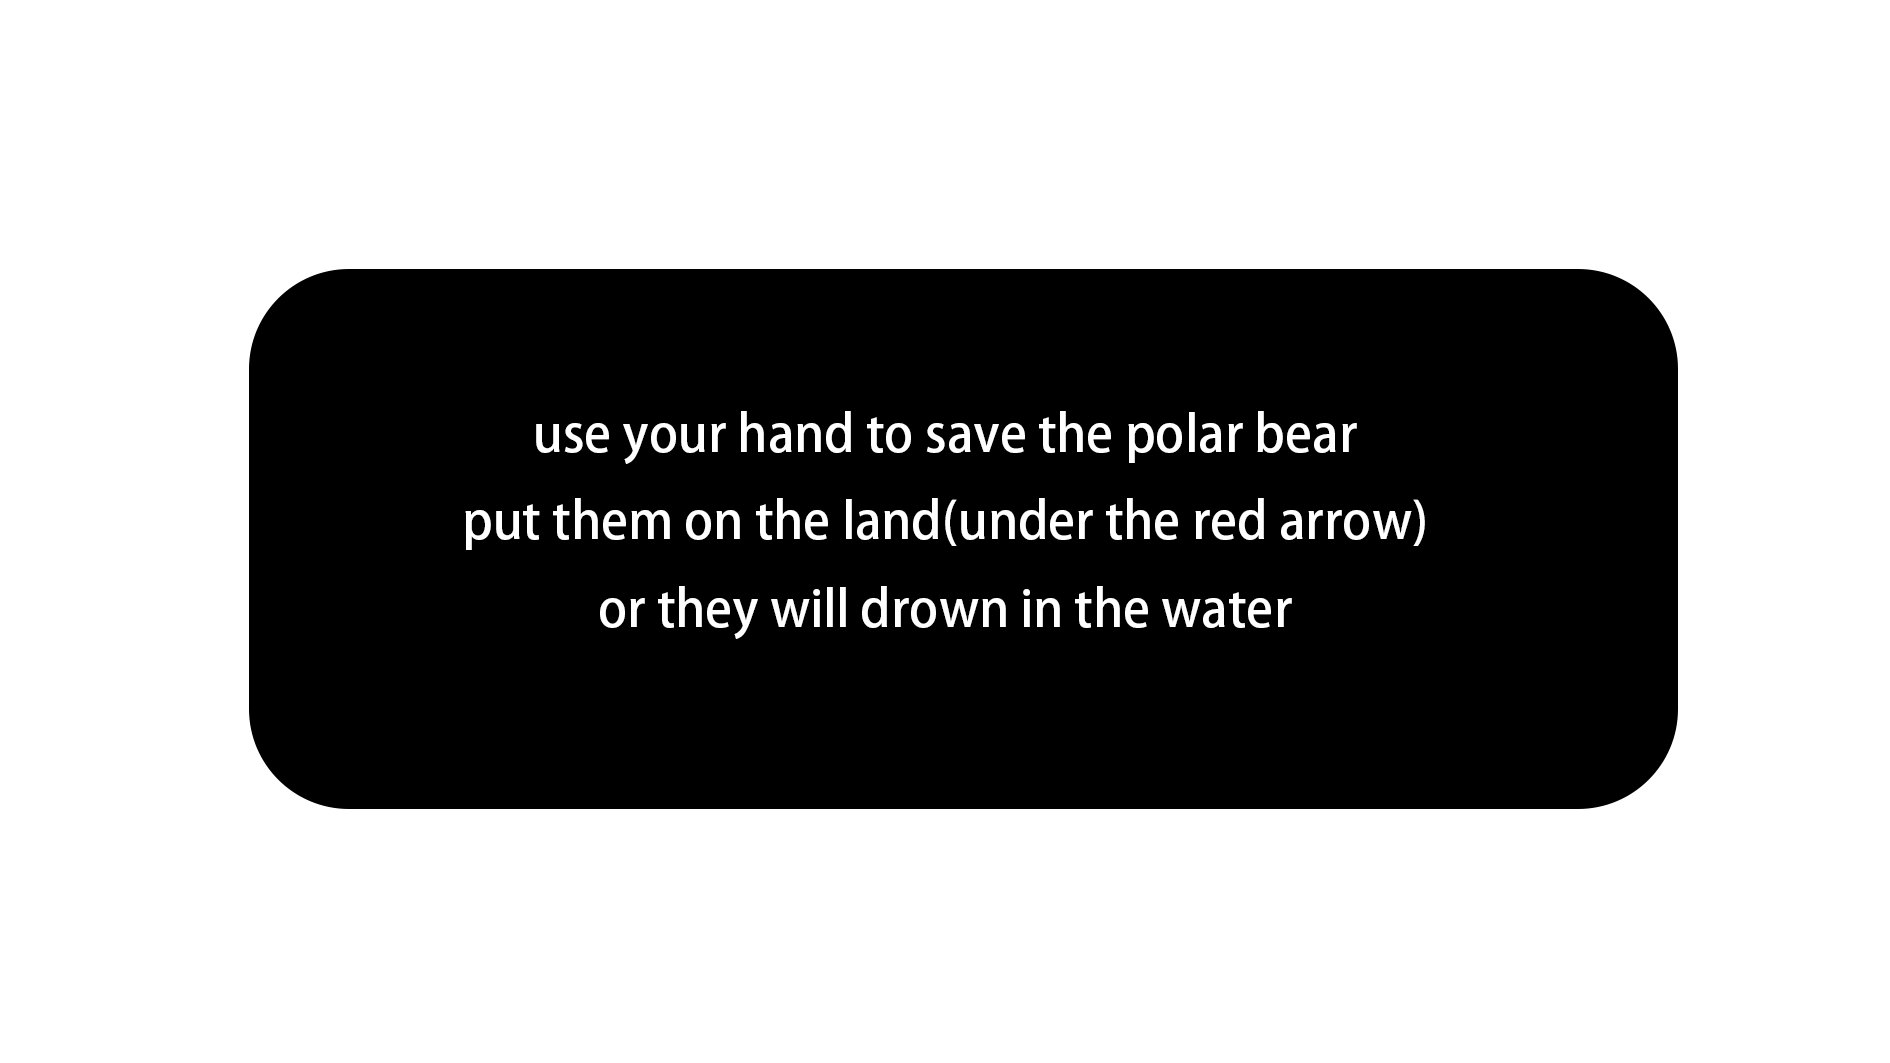 use your hand to save the polar bear
put them on the land(under the red arrow)
or they will drown in the water